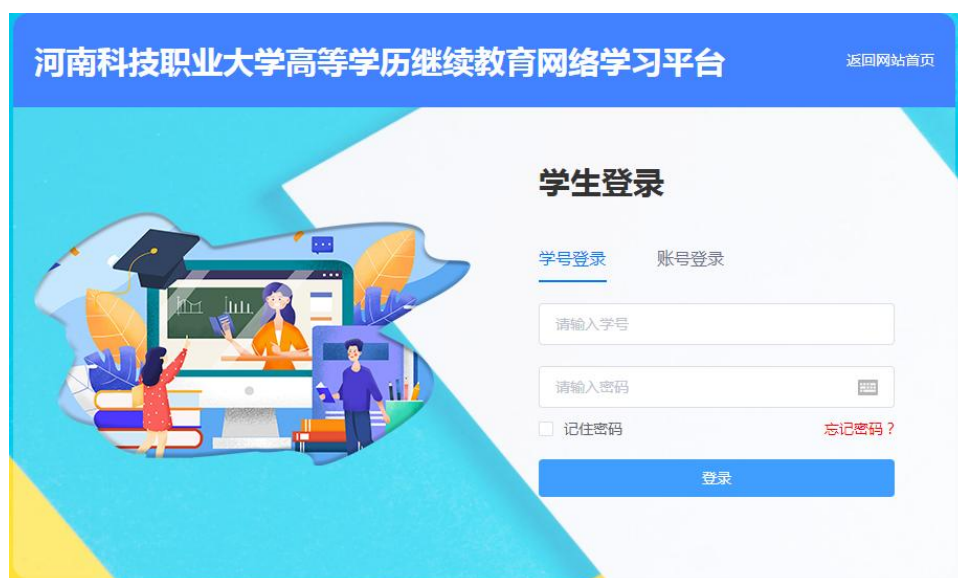 河南科技职业大学高等学历继续教育网络学习平台
返回网站首页
学生登录
学号登录
账号登录
请输入学号
请输入密码
记住密码
忘记密码？
登录